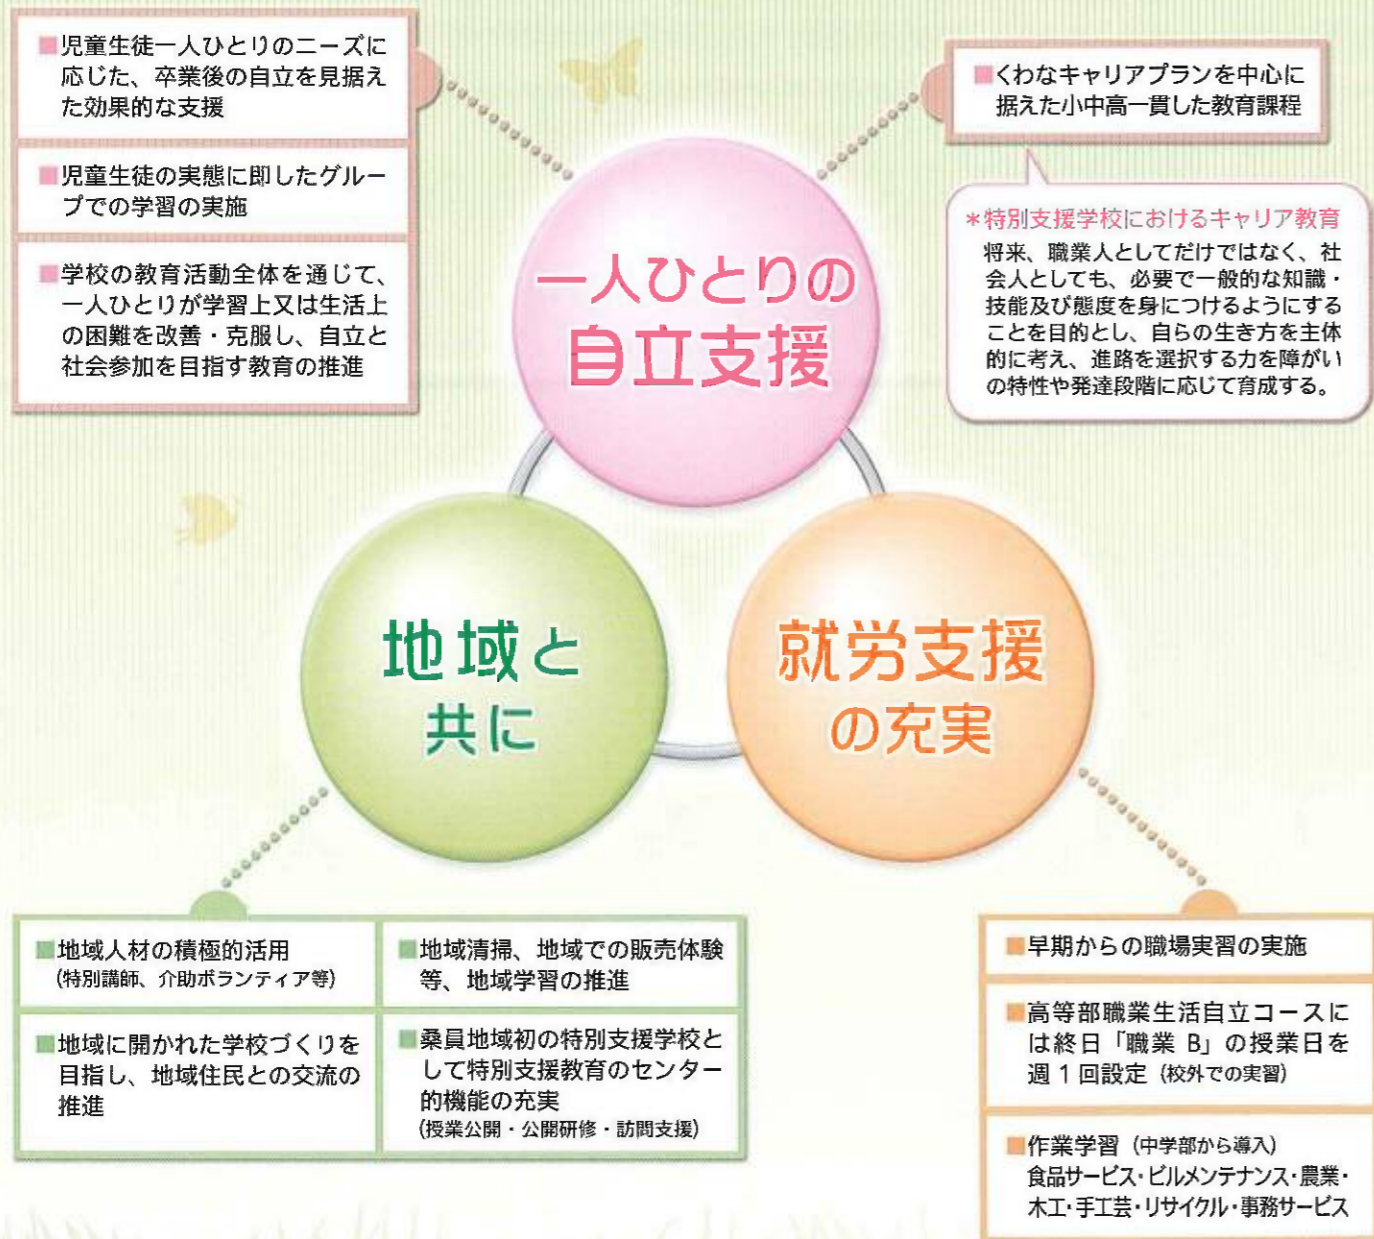 ■児童生徒一人ひとりのニーズに
応じた、卒業後の自立を見据え
た効果的な支援
■児童生徒の実態に即したグルー
プでの学習の実施
■学校の教育活動全体を通じて、
一人ひとりが学習上又は生活上
の困難を改善・克服し、自立と
社会参加を目指す教育の推進
■くわなキャリアプランを中心に
据えた小中高一貫した教育課程
*特別支援学校におけるキャリア教育
将来、職業人としてだけではなく、社
会人としても、必要で一般的な知識・
技能及び態度を身につけるようにする
ことを目的とし、自らの生き方を主体
的に考え、進路を選択する力を障がい
の特性や発達段階に応じて育成する。
一人ひとりの
自立支援
地域と
共に
就労支援
の充実
■地域人材の積極的活用
(特別講師、介助ボランティア等)
■地域清掃、地域での販売体験
等、地域学習の推進
■地域に開かれた学校づくりを
目指し、地域住民との交流の
推進
■桑員地域初の特別支援学校と
して特別支援教育のセンター
的機能の充実
(授業公開・公開研修・訪問支援)
■早期からの職場実習の実施
■高等部職業生活自立コースに
は終日「職業 B」の授業日を
週 1 回設定 (校外での実習)
■作業学習 (中学部から導入)
食品サービス・ビルメンテナンス・農業・
木工・手工芸・リサイクル・事務サービス